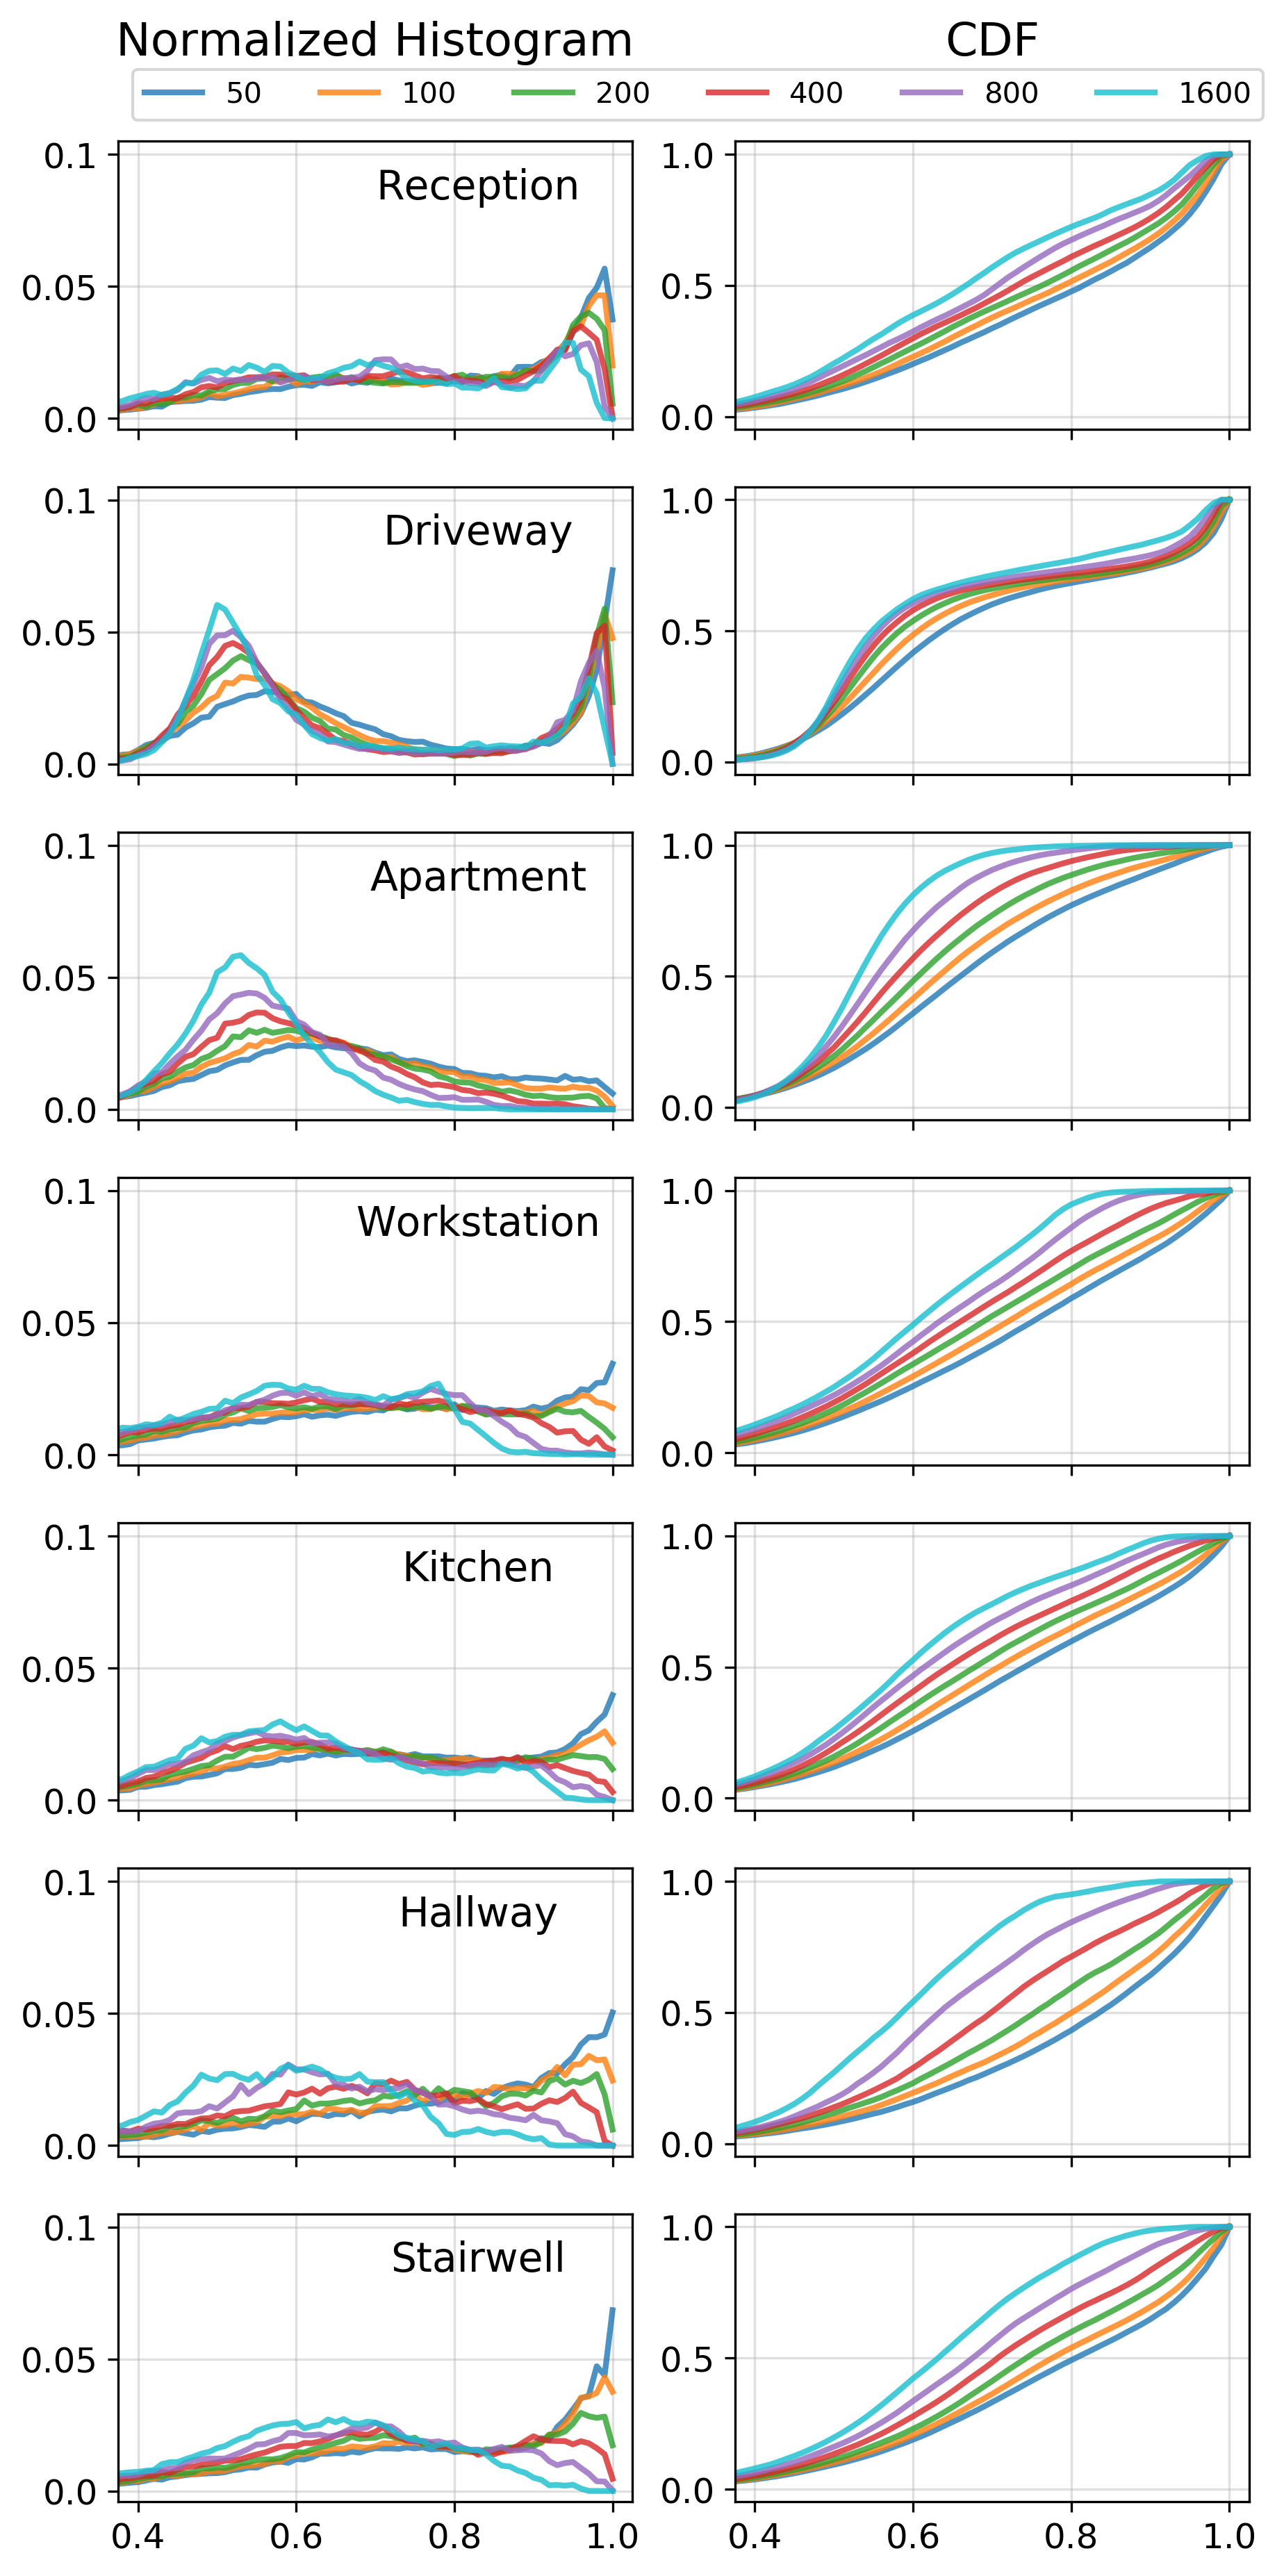 Normalized Histogram CDF
50 100 200 400 800 1600
0.1 Reception 1.0
0.05 0.5
0.0 0.0
0.1 Driveway 1.0
0.05 0.5
0.0 0.0
0.1 Apartment 1.0
0.05 0.5
0.0 0.0
0.1 Workstation 1.0
0.05 0.5
0.0 0.0
0.1 Kitchen 1.0
0.05 0.5
0.0 0.0
0.1 Hallway 1.0
0.05 0.5
0.0 0.0
0.1 Stairwell 1.0
0.05 0.5
0.0 0.0
0.4 0.6 0.8 1.0 0.4 0.6 0.8 1.0